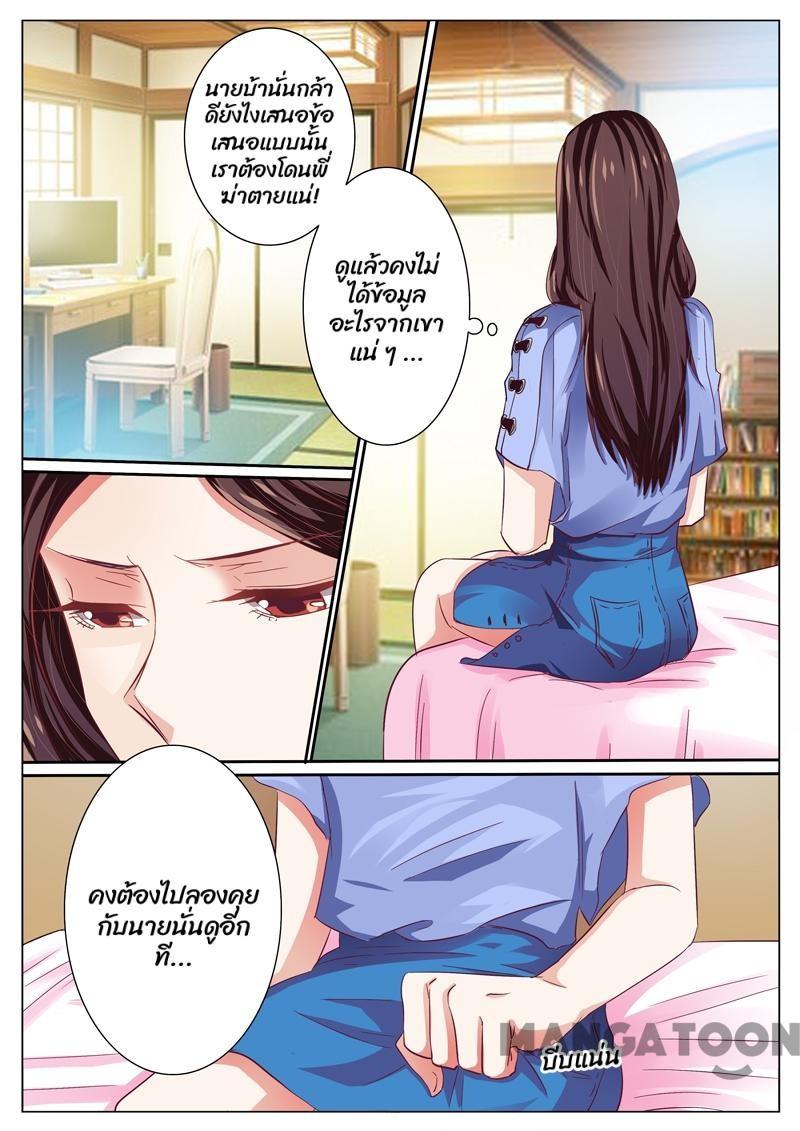 นายบ้านั่นกล้า
ดียังไงเสนอข้อ
เสนอแบบนั้น
เราต้องโดนพี่
ฆ่าตายแน่!
ดูแล้วคงไม่
ได้ข้อมูล
อะไรจากเขา
แน่ ๆ ...
คงต้องไปลองคุย
กับนายนั่นดูอีก
ที...
บีบแน่น
MANGATOON